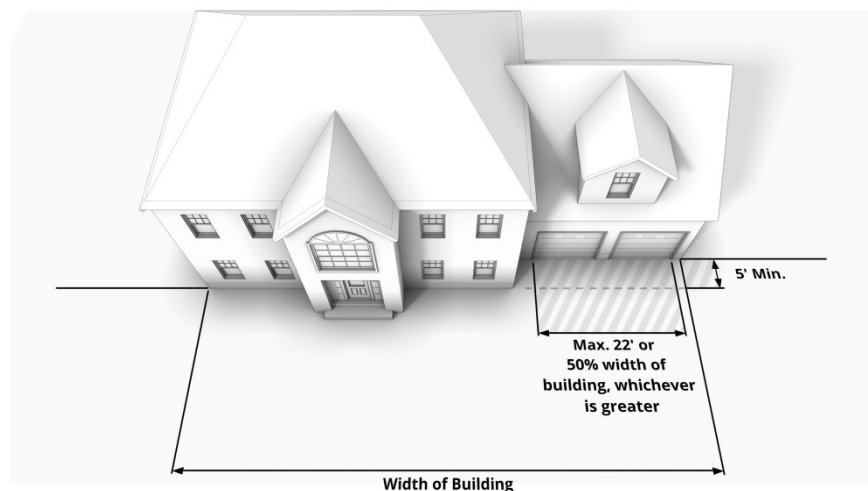 5' Min.
Max. 22' or
50% width of
building, whichever
is greater
Width of Building